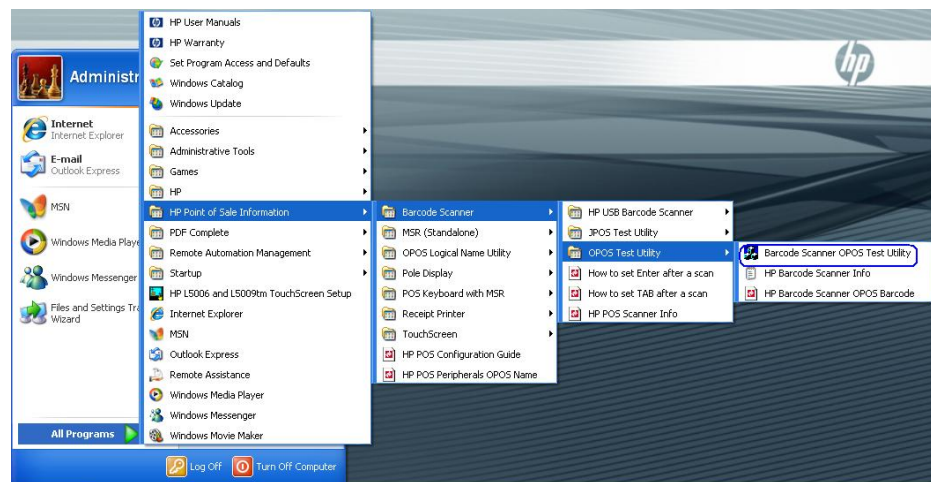 HP User Manuals
HP Warranty
Set Program Access and Defaults
Windows Catalog
Windows Update
Accessories
Administrative Tools
Games
HP
HP Point of Sale Information
PDF Complete
Remote Automation Management
Startup
HP L5006 and L5009tm TouchScreen Setup
Internet Explorer
MSN
Outlook Express
Remote Assistance
Windows Media Player
Windows Messenger
Windows Movie Maker
Administr
Internet
Internet Explorer
E-mail
Outlook Express
MSN
Windows Media Playe
Windows Messenger
Files and Settings Tra
Wizard
All Programs
Log Off
Turn Off Computer
Barcode Scanner
MSR (Standalone)
OPOS Logical Name Utility
Pole Display
POS Keyboard with MSR
Receipt Printer
TouchScreen
HP POS Configuration Guide
HP POS Peripherals OPOS Name
HP USB Barcode Scanner
JPOS Test Utility
OPOS Test Utility
How to set Enter after a scan
How to set TAB after a scan
HP POS Scanner Info
Barcode Scanner OPOS Test Utility
HP Barcode Scanner Info
HP Barcode Scanner OPOS Barcode
hp